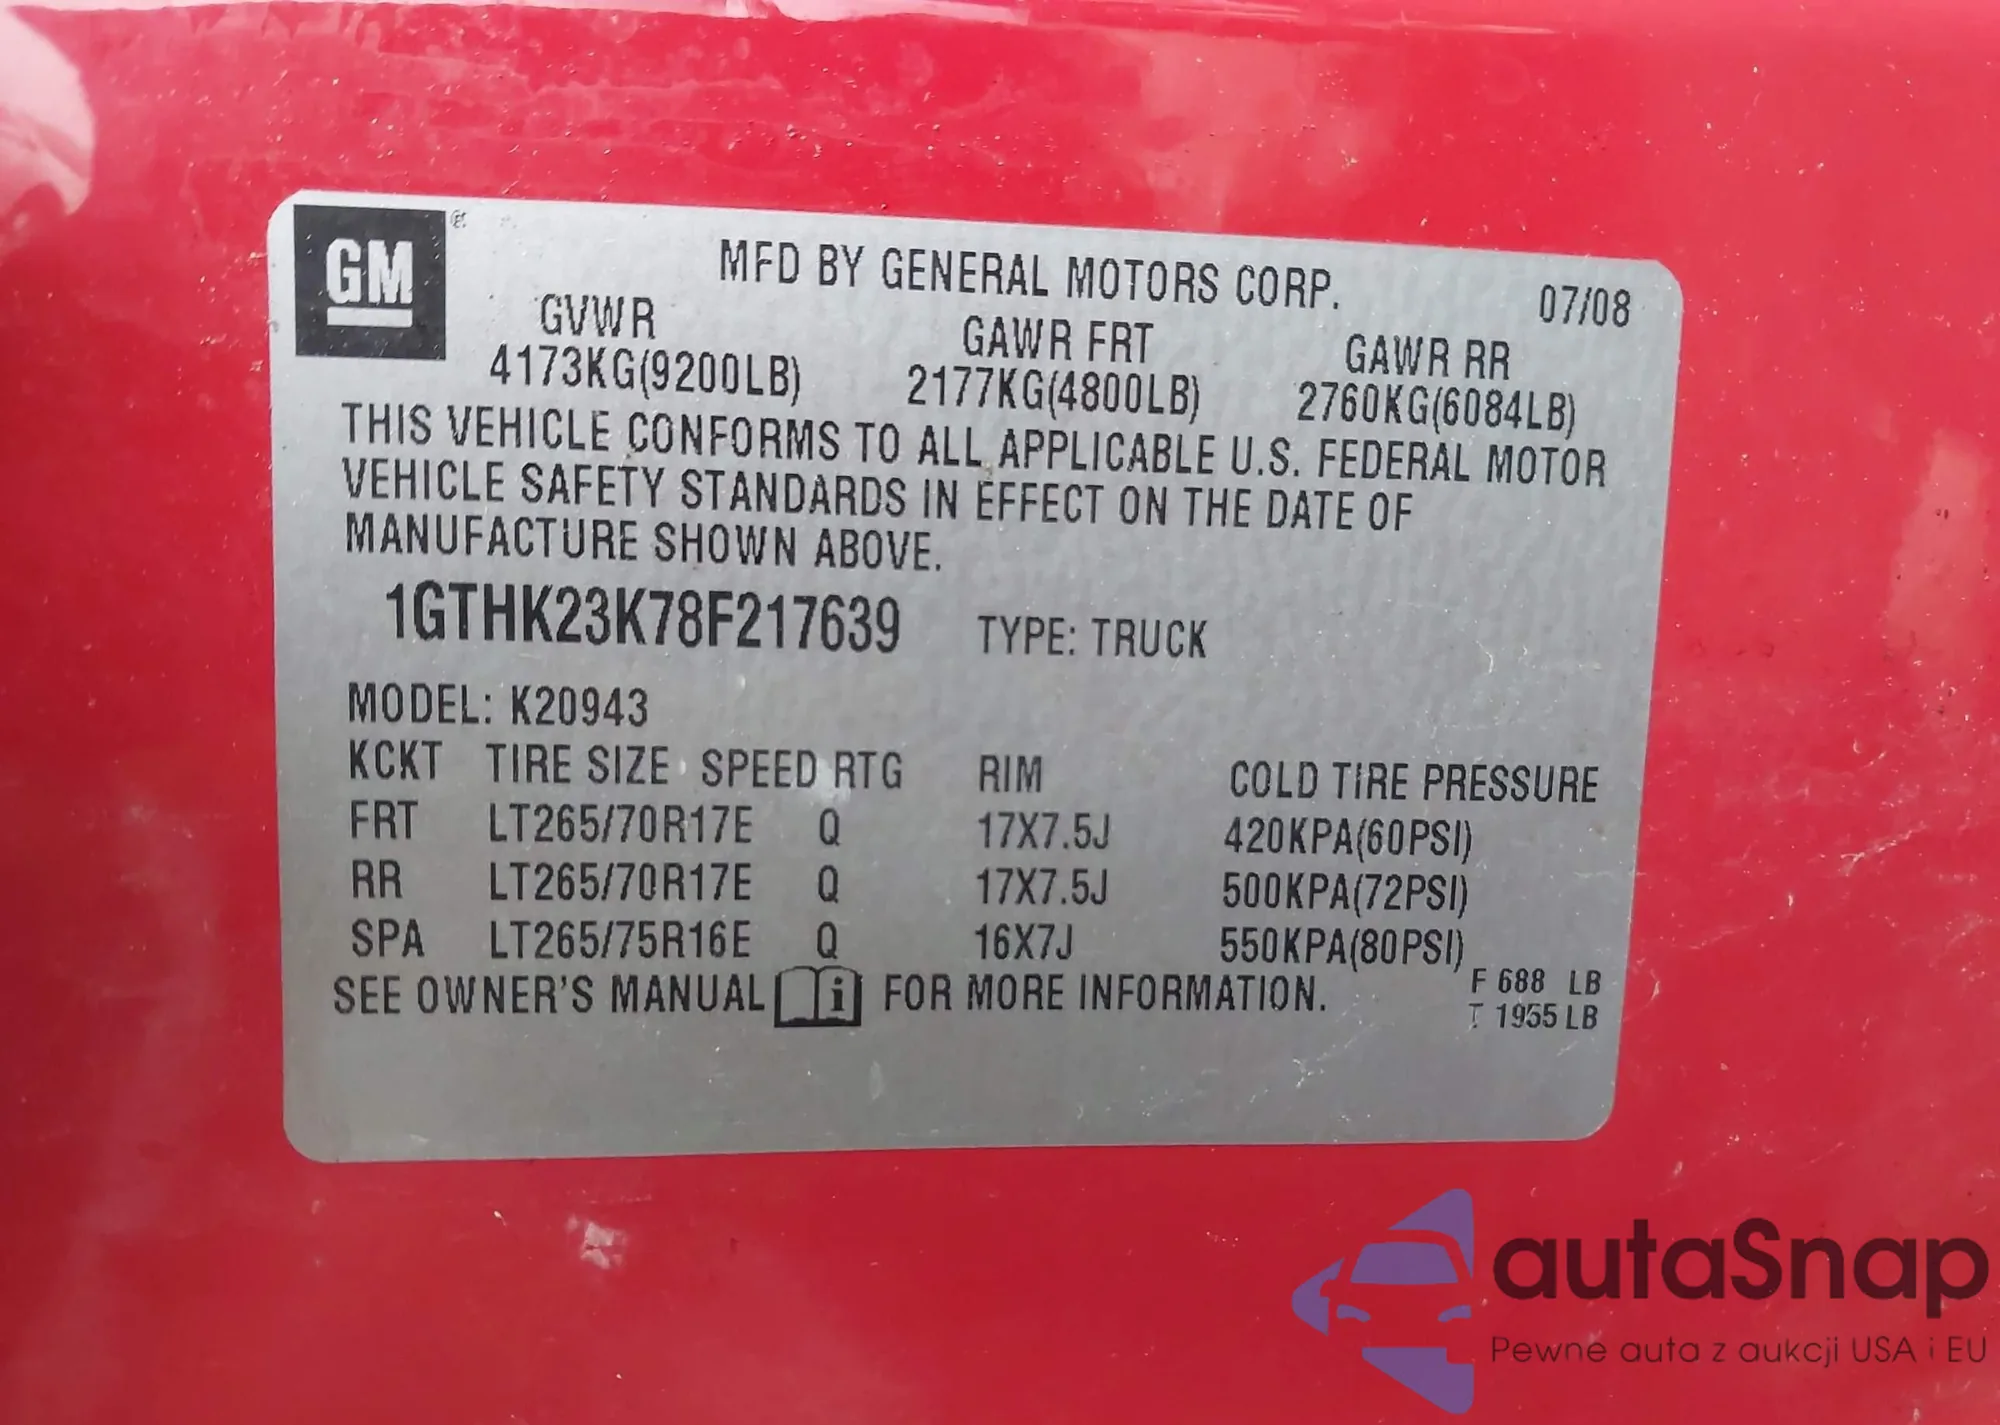 GM ®
MFD BY GENERAL MOTORS CORP. 07/08
GVWR GAWR FRT GAWR RR
4173KG(9200LB) 2177KG(4800LB) 2760KG(6084LB)
THIS VEHICLE CONFORMS TO ALL APPLICABLE U.S. FEDERAL MOTOR
VEHICLE SAFETY STANDARDS IN EFFECT ON THE DATE OF
MANUFACTURE SHOWN ABOVE.
1GTHK23K78F217639 TYPE: TRUCK
MODEL: K20943
KCKT TIRE SIZE SPEED RTG RIM COLD TIRE PRESSURE
FRT LT265/70R17E Q 17X7.5J 420KPA(60PSI)
RR LT265/70R17E Q 17X7.5J 500KPA(72PSI)
SPA LT265/75R16E Q 16X7J 550KPA(80PSI)
F 688 LB
SEE OWNER'S MANUAL i FOR MORE INFORMATION.
T 1955 LB
autaSnap
Pewne auta z aukcji USA i EU